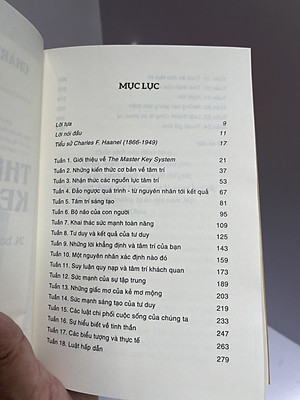 MỤC LỤC
Lời tựa 9
Lời nói đầu 11
Tiểu sử Charles F. Haanel (1866-1949) 17
Tuần 1. Giới thiệu về The Master Key System 21
Tuần 2. Những kiến thức cơ bản về tâm trí 37
Tuần 3. Nhận thức các nguồn lực tâm trí 53
Tuần 4. Đảo ngược quá trình - từ nguyên nhân tới kết quả 67
Tuần 5. Tâm trí sáng tạo 81
Tuần 6. Bộ não của con người 95
Tuần 7. Khai thác sức mạnh toàn năng 109
Tuần 8. Tư duy và kết quả của tư duy 125
Tuần 9. Những lời khẳng định và tâm trí của bạn 143
Tuần 10. Một nguyên nhân xác định nào đó 159
Tuần 11. Suy luận quy nạp và tâm trí khách quan 173
Tuần 12. Sức mạnh của sự tập trung 189
Tuần 13. Những giấc mơ của kẻ mơ mộng 203
Tuần 14. Sức mạnh sáng tạo của tư duy 219
Tuần 15. Các luật chi phối cuộc sống của chúng ta 233
Tuần 16. Sự hiểu biết về tinh thần 247
Tuần 17. Các biểu tượng và thực tế 263
Tuần 18. Luật hấp dẫn 279
CHAR
TH
KE